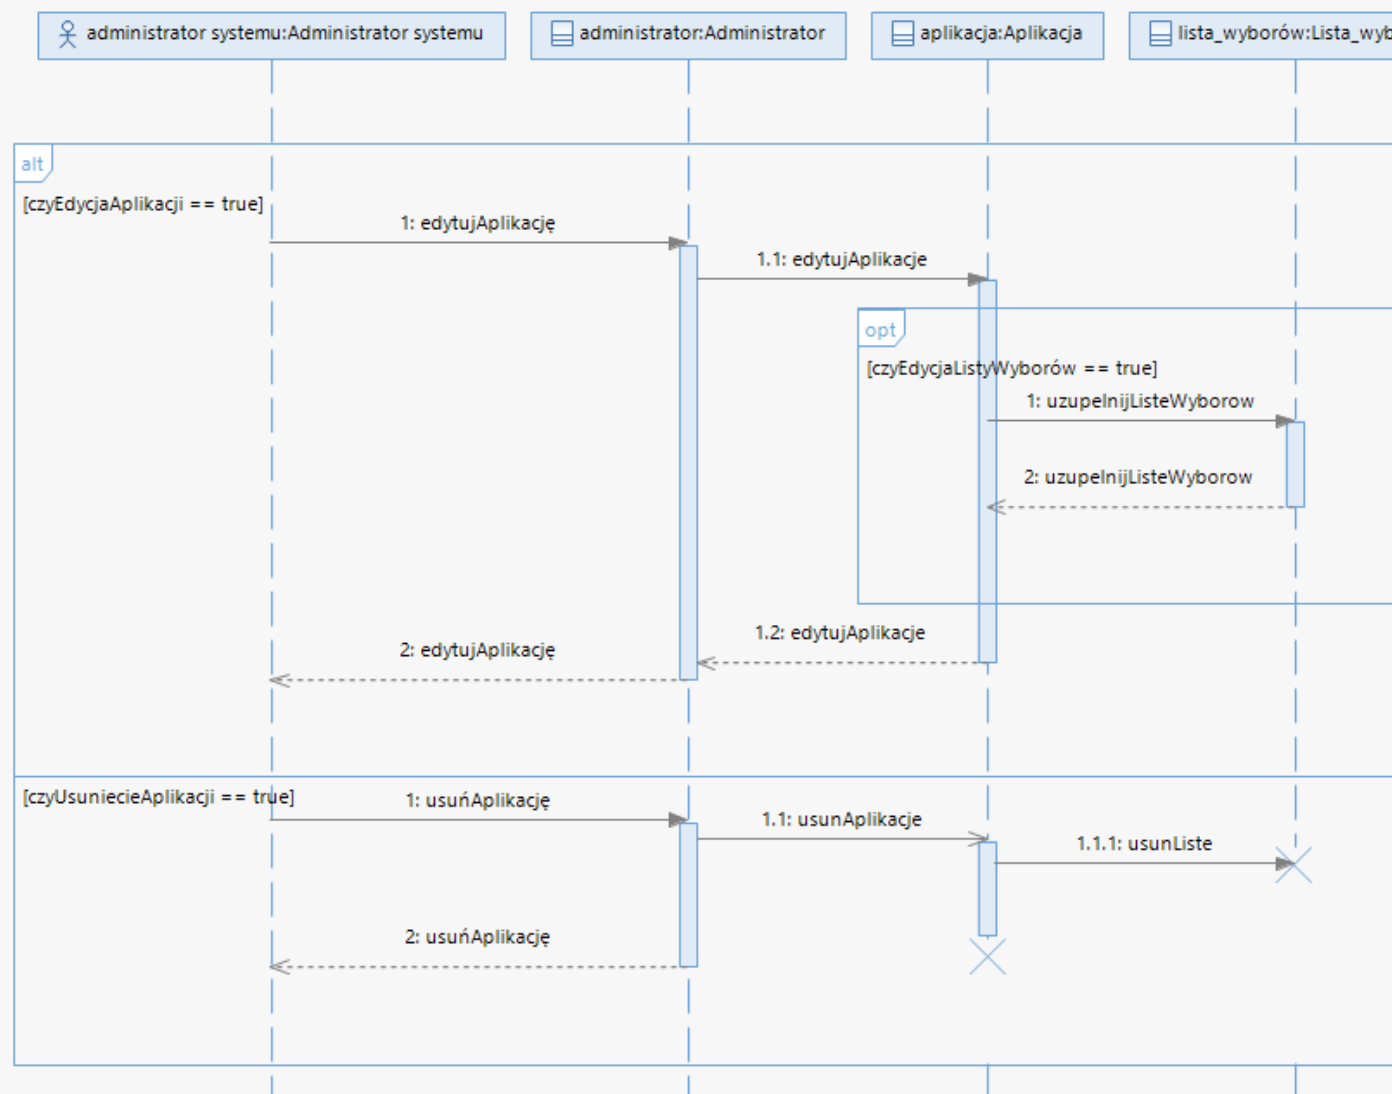 administrator systemu:Administrator systemu
administrator:Administrator
aplikacja:Aplikacja
lista_wyborów:Lista_wyb
alt
[czyEdycjaAplikacji == true]
1: edytujAplikację
1.1: edytujAplikacje
opt
[czyEdycjaListyWyborów == true]
1: uzupelnijListeWyborow
2: uzupelnijListeWyborow
1.2: edytujAplikacje
2: edytujAplikację
[czyUsuniecieAplikacji == true]
1: usuńAplikację
1.1: usunAplikacje
1.1.1: usunListe
2: usuńAplikację